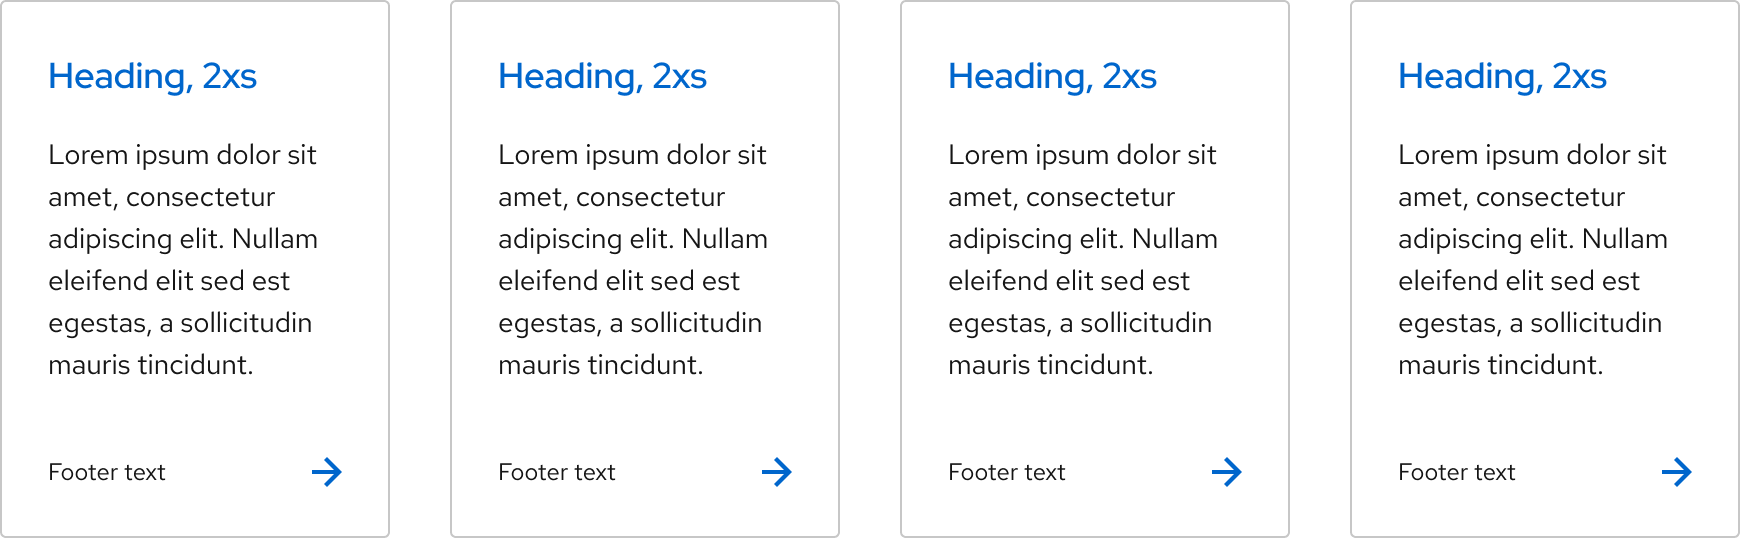 Heading, 2xs
Lorem ipsum dolor sit
amet, consectetur
adipiscing elit. Nullam
eleifend elit sed est
egestas, a sollicitudin
mauris tincidunt.
Footer text
Heading, 2xs
Lorem ipsum dolor sit
amet, consectetur
adipiscing elit. Nullam
eleifend elit sed est
egestas, a sollicitudin
mauris tincidunt.
Footer text
Heading, 2xs
Lorem ipsum dolor sit
amet, consectetur
adipiscing elit. Nullam
eleifend elit sed est
egestas, a sollicitudin
mauris tincidunt.
Footer text
Heading, 2xs
Lorem ipsum dolor sit
amet, consectetur
adipiscing elit. Nullam
eleifend elit sed est
egestas, a sollicitudin
mauris tincidunt.
Footer text